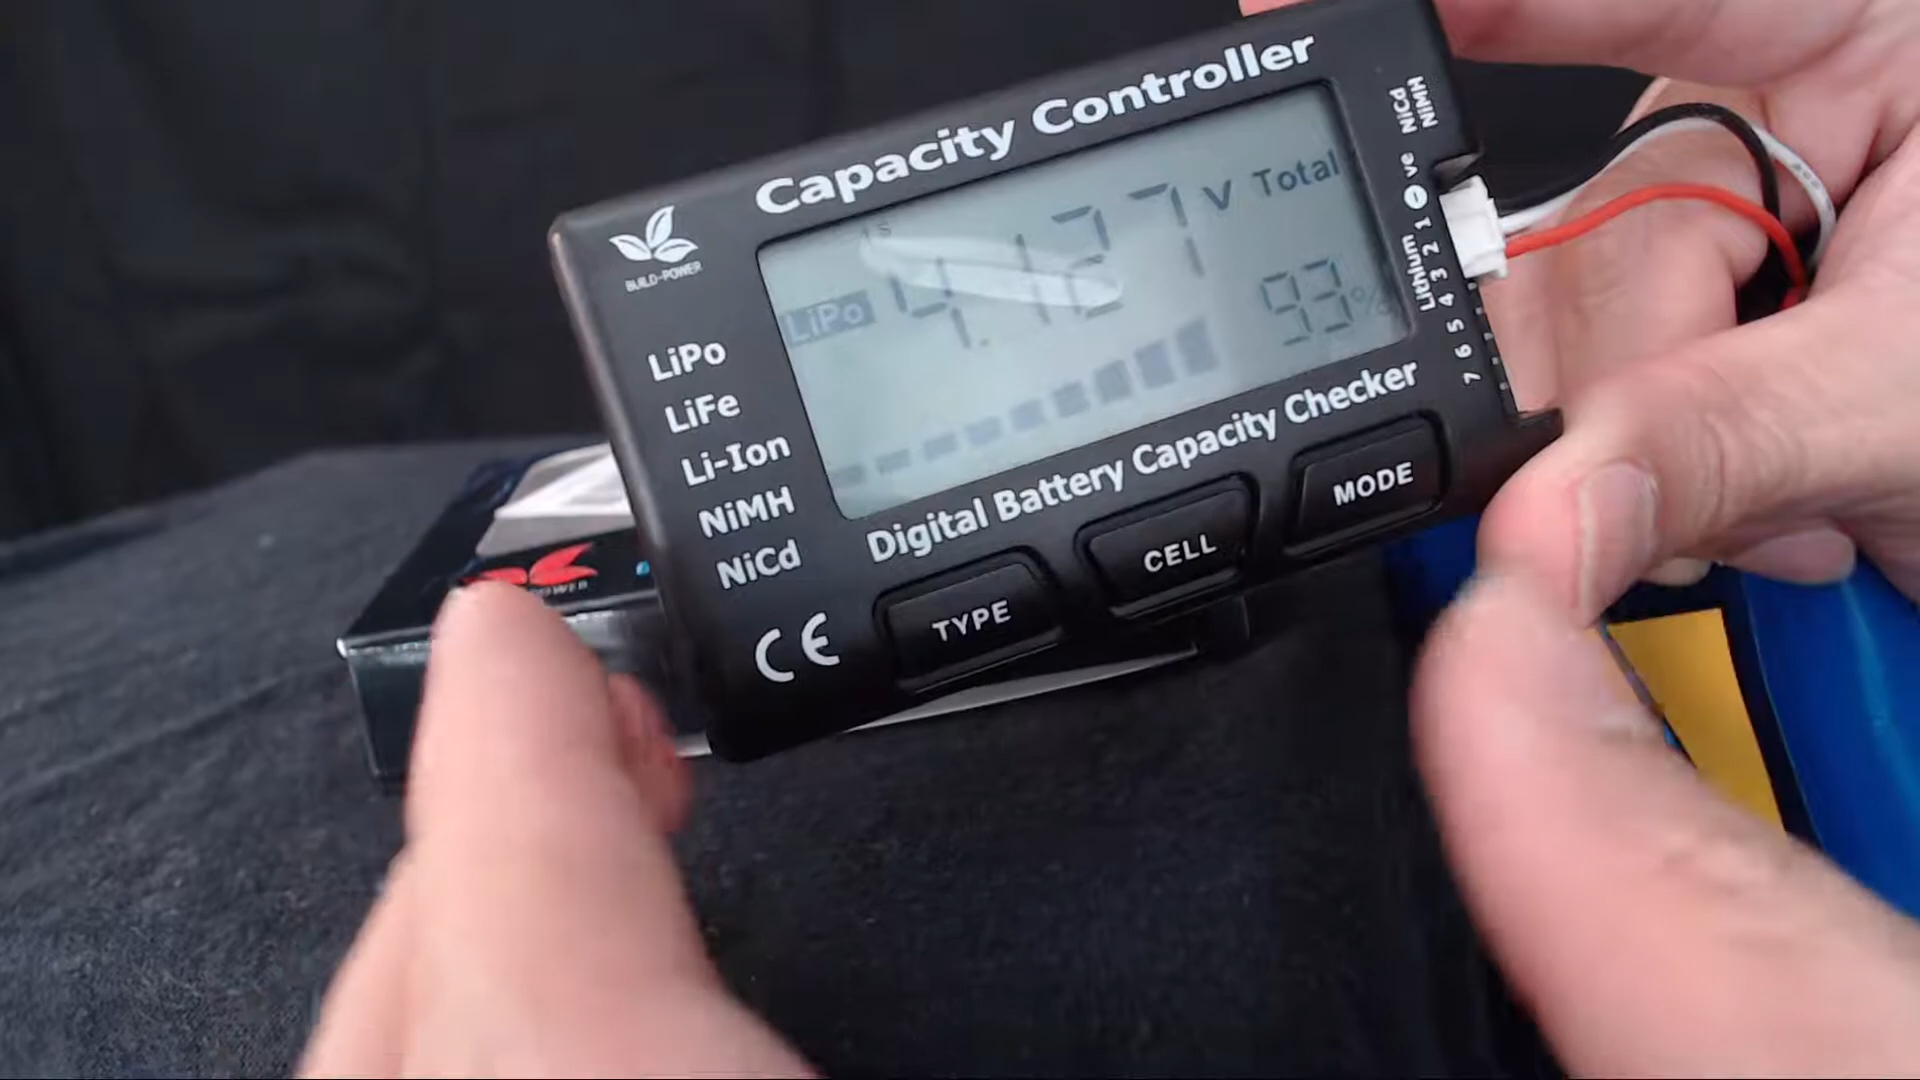 Capacity Controller
BUILD-POWER
4.127 V Total
LiPo
93%
LiPo
LiFe
Li-Ion
NiMH
NiCd
Digital Battery Capacity Checker
TYPE
CELL
MODE
CE
NiCd
NiMH
ve
Lithium
1 2 3 4 5 6 7